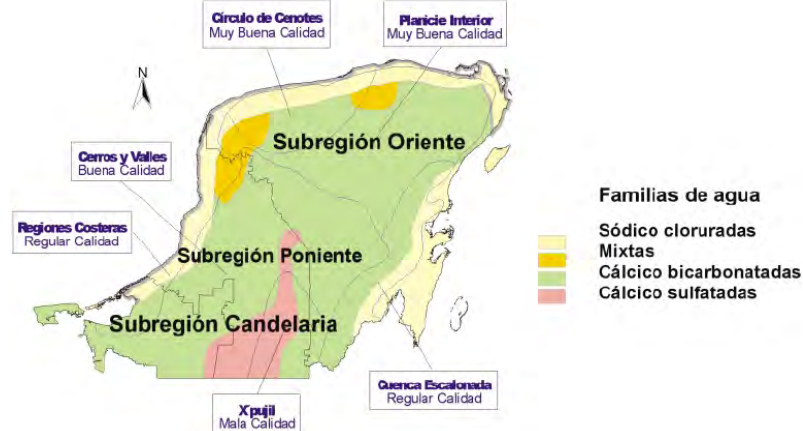 Círculo de Cenotes
Muy Buena Calidad
Planicie Interior
Muy Buena Calidad
N
Subregión Oriente
Cerros y Valles
Buena Calidad
Familias de agua
Regiones Costeras
Regular Calidad
Sódico cloruradas
Mixtas
Cálcico bicarbonatadas
Cálcico sulfatadas
Subregión Poniente
Subregión Candelaria
Cuenca Escalonada
Regular Calidad
X'pujil
Mala Calidad